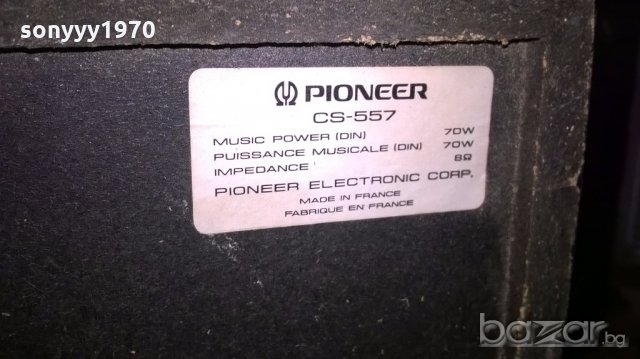 sonyyy1970
PIONEER
CS-557
MUSIC POWER (DIN) 70W
PUISSANCE MUSICALE (DIN) 70W
IMPEDANCE 8Ω
PIONEER ELECTRONIC CORP.
MADE IN FRANCE
FABRIQUE EN FRANCE
bazar.bg